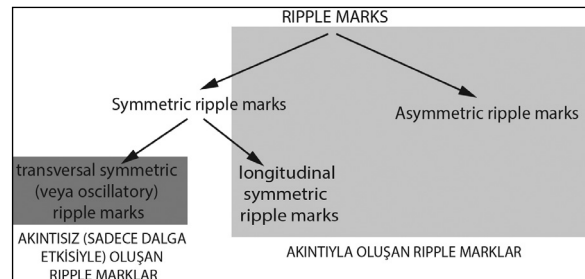 RIPPLE MARKS
Symmetric ripple marks
Asymmetric ripple marks
transversal symmetric
(veya oscillatory)
ripple marks
longitudinal
symmetric
ripple marks
AKINTISIZ (SADECE DALGA
ETKİSİYLE) OLUŞAN
RIPPLE MARKLAR
AKINTIYLA OLUŞAN RIPPLE MARKLAR